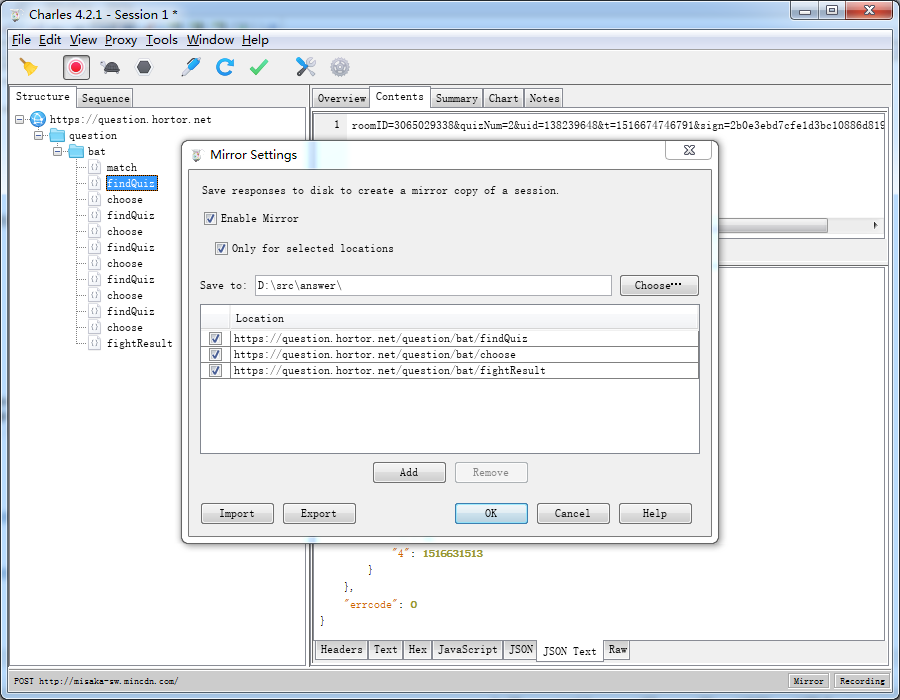 Charles 4.2.1 - Session 1 *
File Edit View Proxy Tools Window Help
Structure Sequence
Overview Contents Summary Chart Notes
https://question.hortor.net
question
bat
match
findQuiz
choose
findQuiz
choose
findQuiz
choose
findQuiz
choose
findQuiz
choose
fightResult
1 roomID=3065029338&quizNum=2&uid=138239648&t=1516674746791&sign=2b0e3ebd7cfe1d3bc10886d819
Mirror Settings
Save responses to disk to create a mirror copy of a session.
Enable Mirror
Only for selected locations
Save to: D:\src\answer\ Choose...
Location
https://question.hortor.net/question/bat/findQuiz
https://question.hortor.net/question/bat/choose
https://question.hortor.net/question/bat/fightResult
Add Remove
Import Export OK Cancel Help
"4": 1516631513
}
},
"errcode": 0
}
Headers Text Hex JavaScript JSON JSON Text Raw
POST http://misaka-sw.mincdn.com/ Mirror Recording